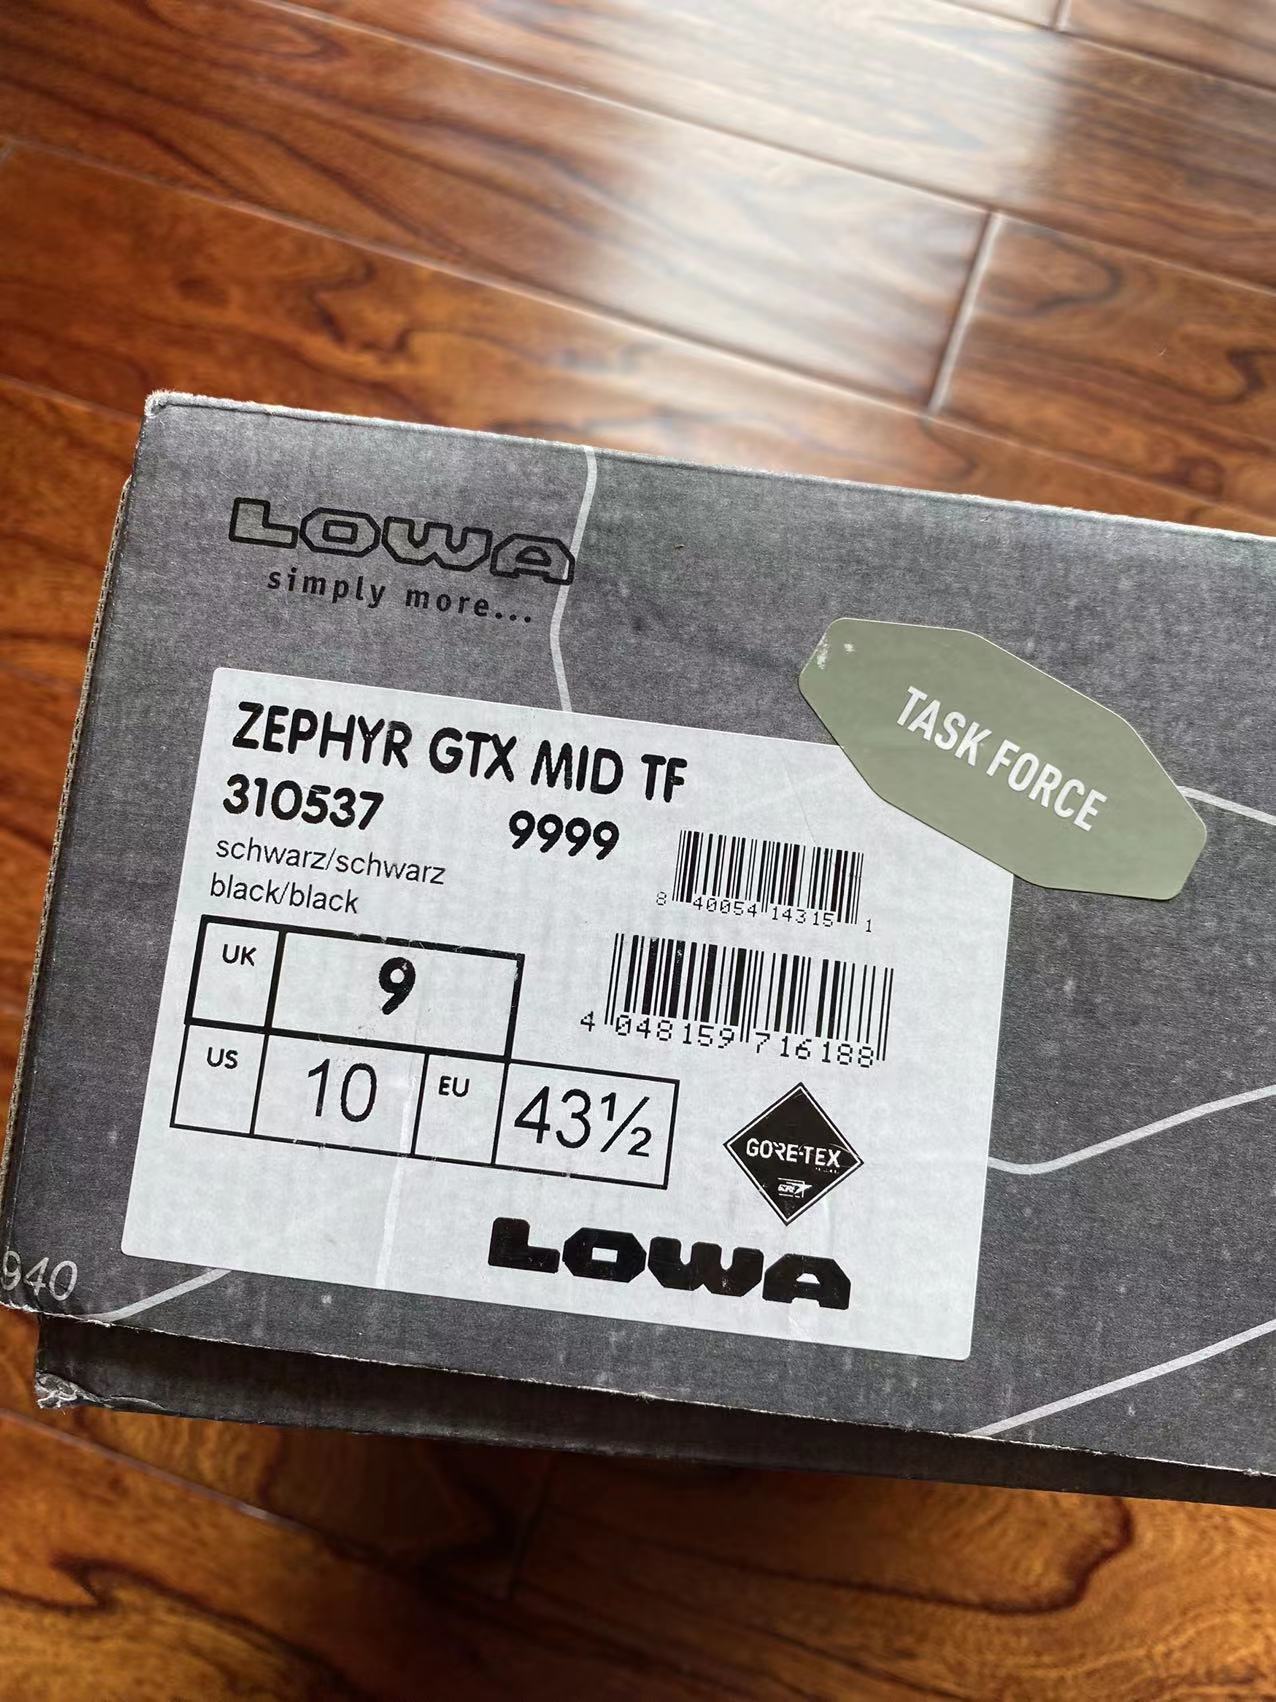 LOWA
simply more...
TASK FORCE
ZEPHYR GTX MID TF
310537 9999
schwarz/schwarz
black/black
8 40054 14315 1
4 048159 716188
UK 9
US 10 EU 43½
GORE-TEX
LOWA
940